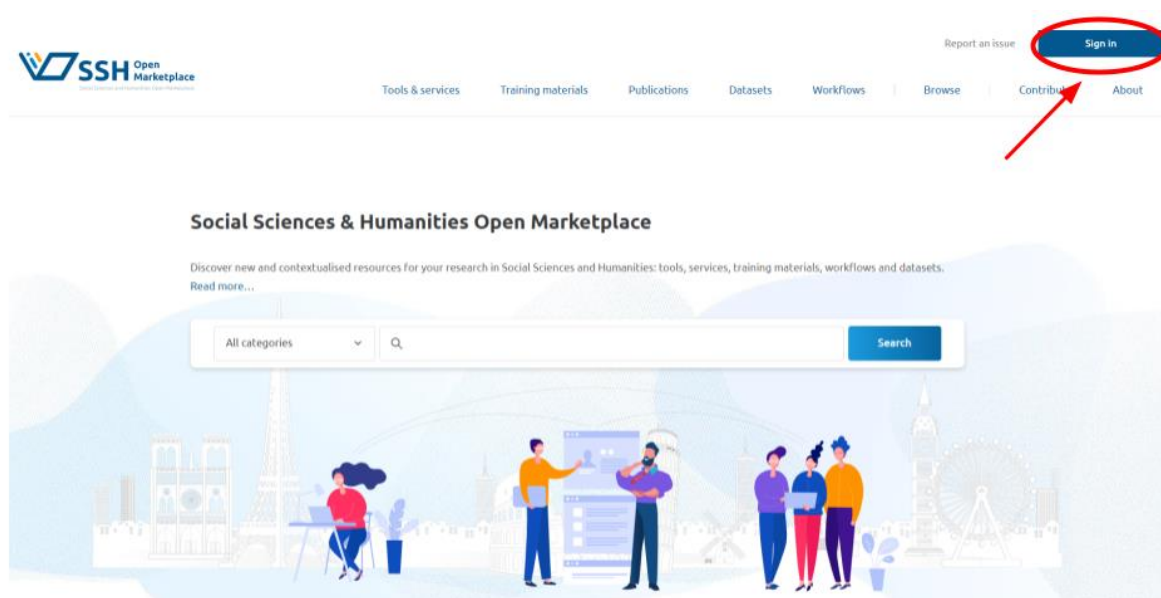 Report an issue
Sign in
SSH Open Marketplace
Tools & services
Training materials
Publications
Datasets
Workflows
Browse
Contribut
About
Social Sciences & Humanities Open Marketplace
Discover new and contextualised resources for your research in Social Sciences and Humanities: tools, services, training materials, workflows and datasets.
Read more...
All categories
Search